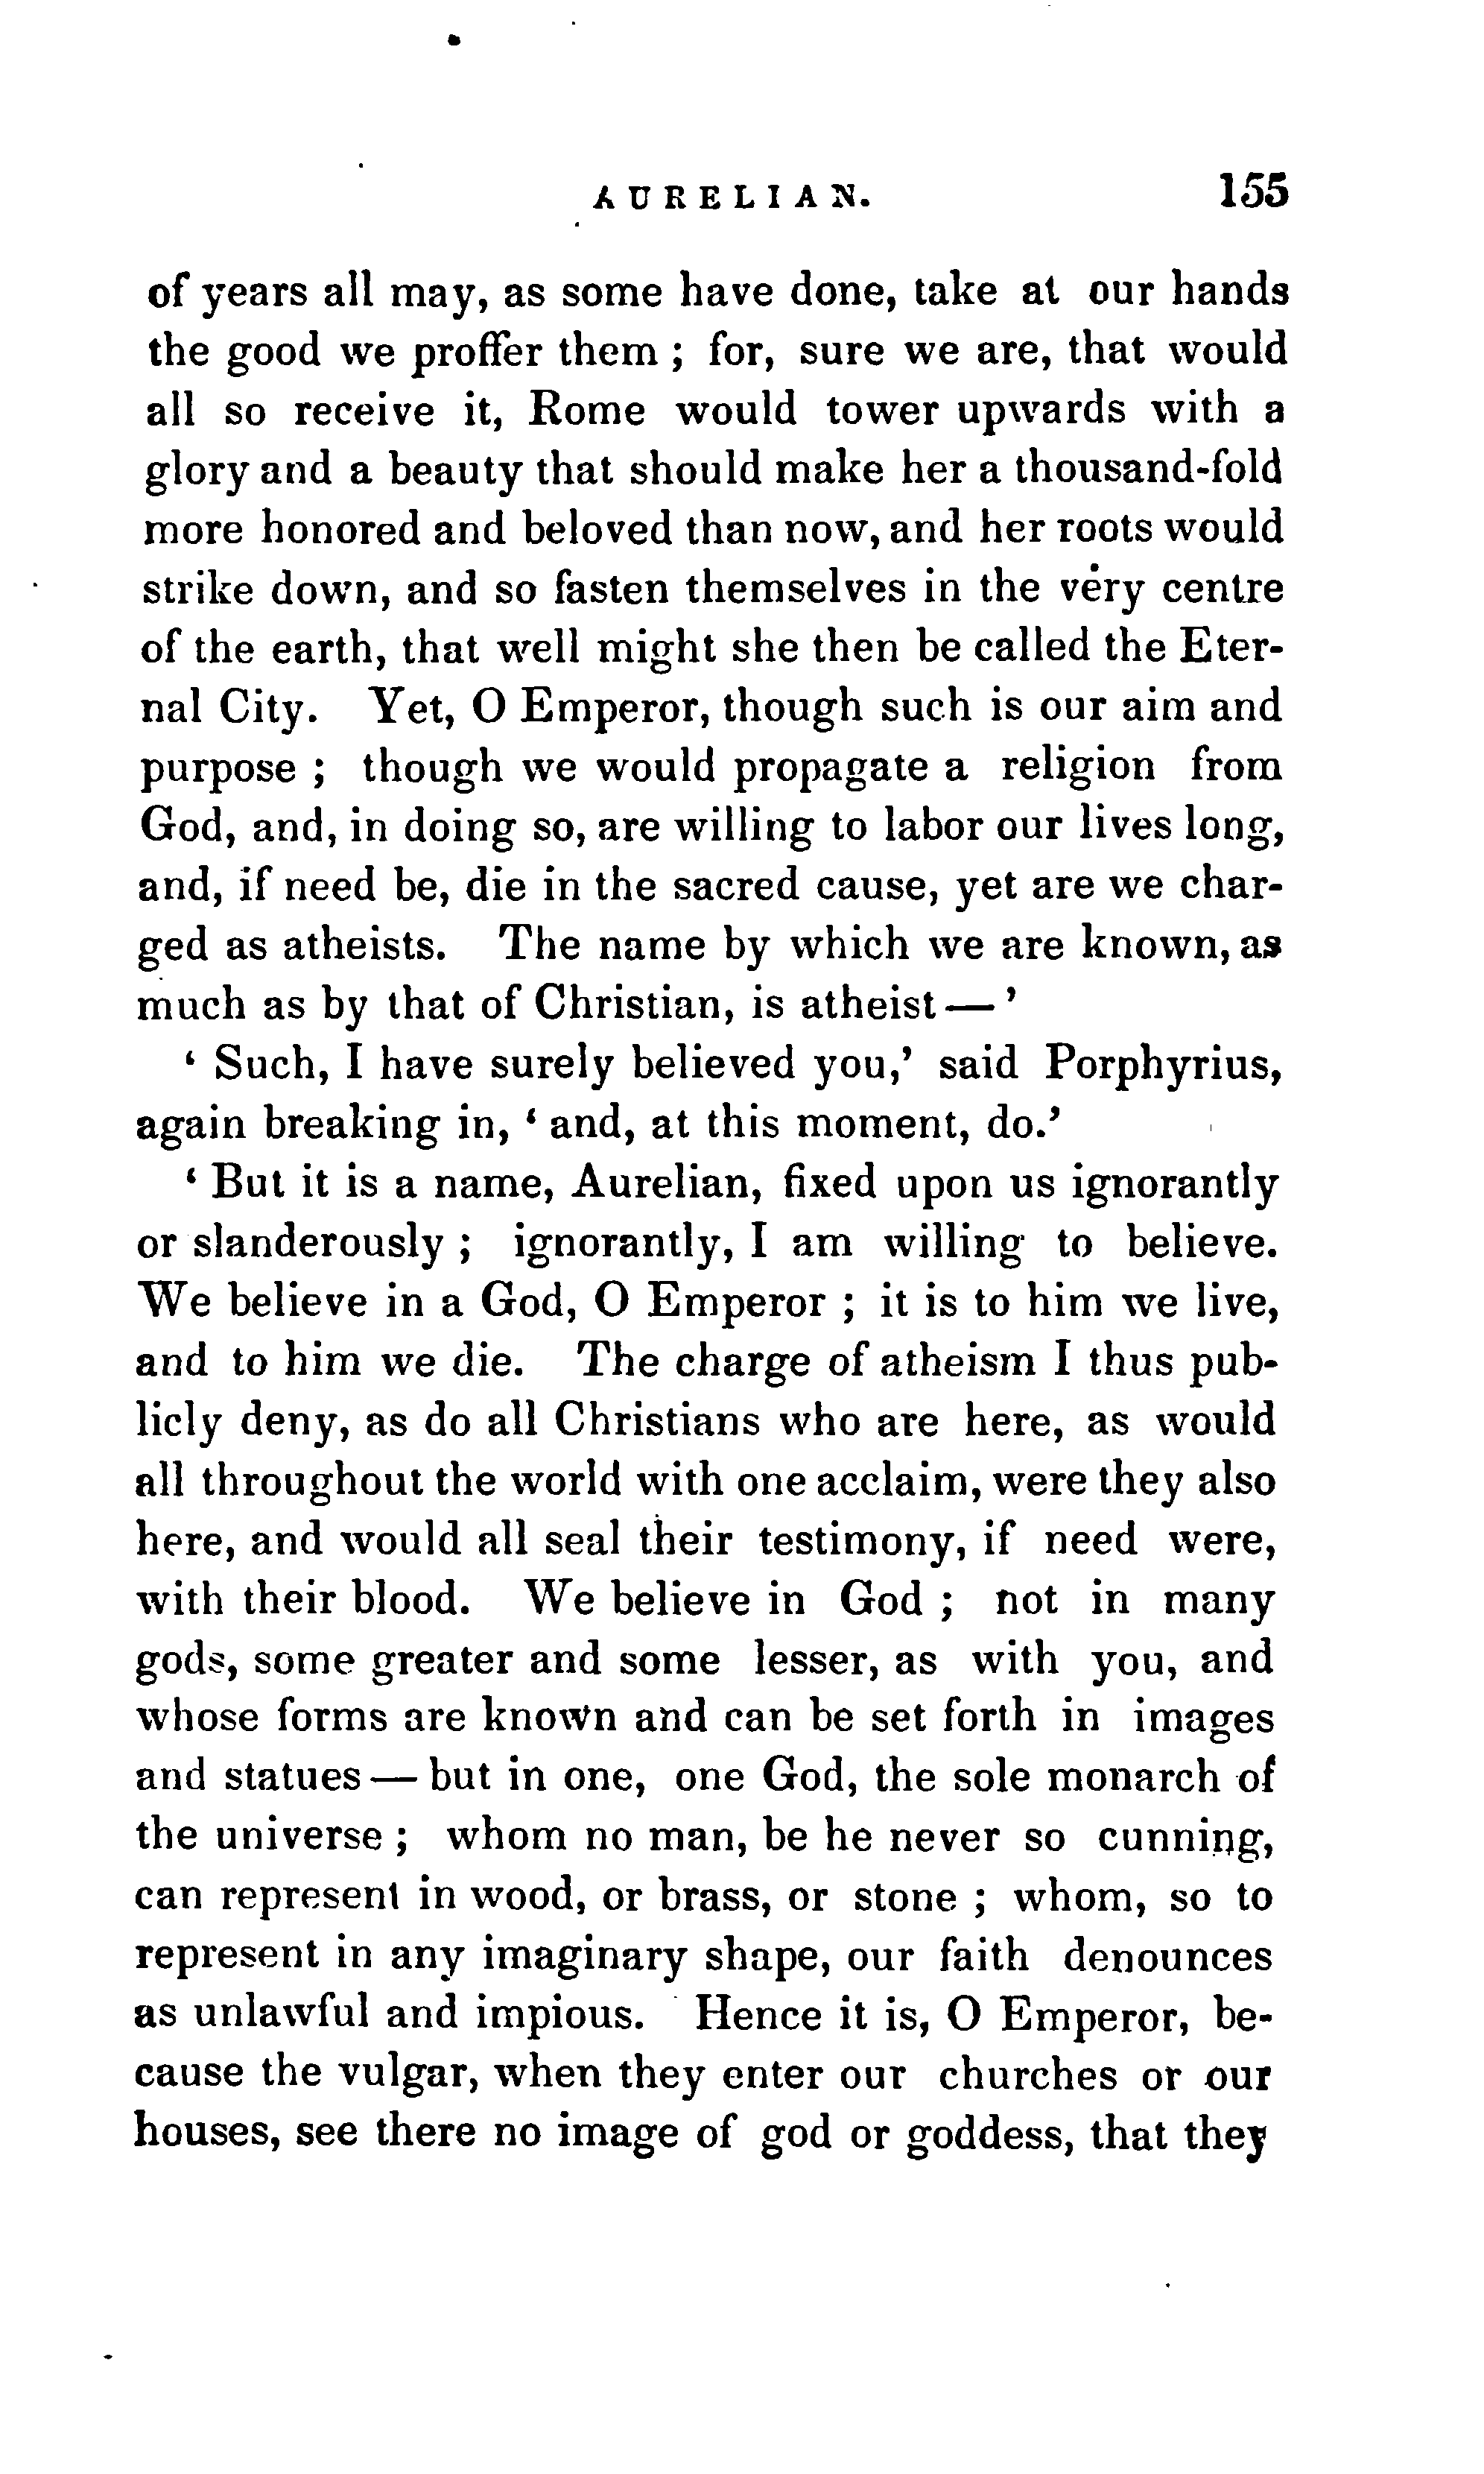 AURELIAN. 155
of years all may, as some have done, take at our hands
the good we proffer them ; for, sure we are, that would
all so receive it, Rome would tower upwards with a
glory and a beauty that should make her a thousand-fold
more honored and beloved than now, and her roots would
strike down, and so fasten themselves in the very centre
of the earth, that well might she then be called the Eter-
nal City. Yet, O Emperor, though such is our aim and
purpose ; though we would propagate a religion from
God, and, in doing so, are willing to labor our lives long,
and, if need be, die in the sacred cause, yet are we char-
ged as atheists. The name by which we are known, as
much as by that of Christian, is atheist — ’
‘ Such, I have surely believed you,’ said Porphyrius,
again breaking in, ‘ and, at this moment, do.’
‘ But it is a name, Aurelian, fixed upon us ignorantly
or slanderously ; ignorantly, I am willing to believe.
We believe in a God, O Emperor ; it is to him we live,
and to him we die. The charge of atheism I thus pub-
licly deny, as do all Christians who are here, as would
all throughout the world with one acclaim, were they also
here, and would all seal their testimony, if need were,
with their blood. We believe in God ; not in many
gods, some greater and some lesser, as with you, and
whose forms are known and can be set forth in images
and statues — but in one, one God, the sole monarch of
the universe ; whom no man, be he never so cunning,
can represent in wood, or brass, or stone ; whom, so to
represent in any imaginary shape, our faith denounces
as unlawful and impious. Hence it is, O Emperor, be-
cause the vulgar, when they enter our churches or our
houses, see there no image of god or goddess, that they